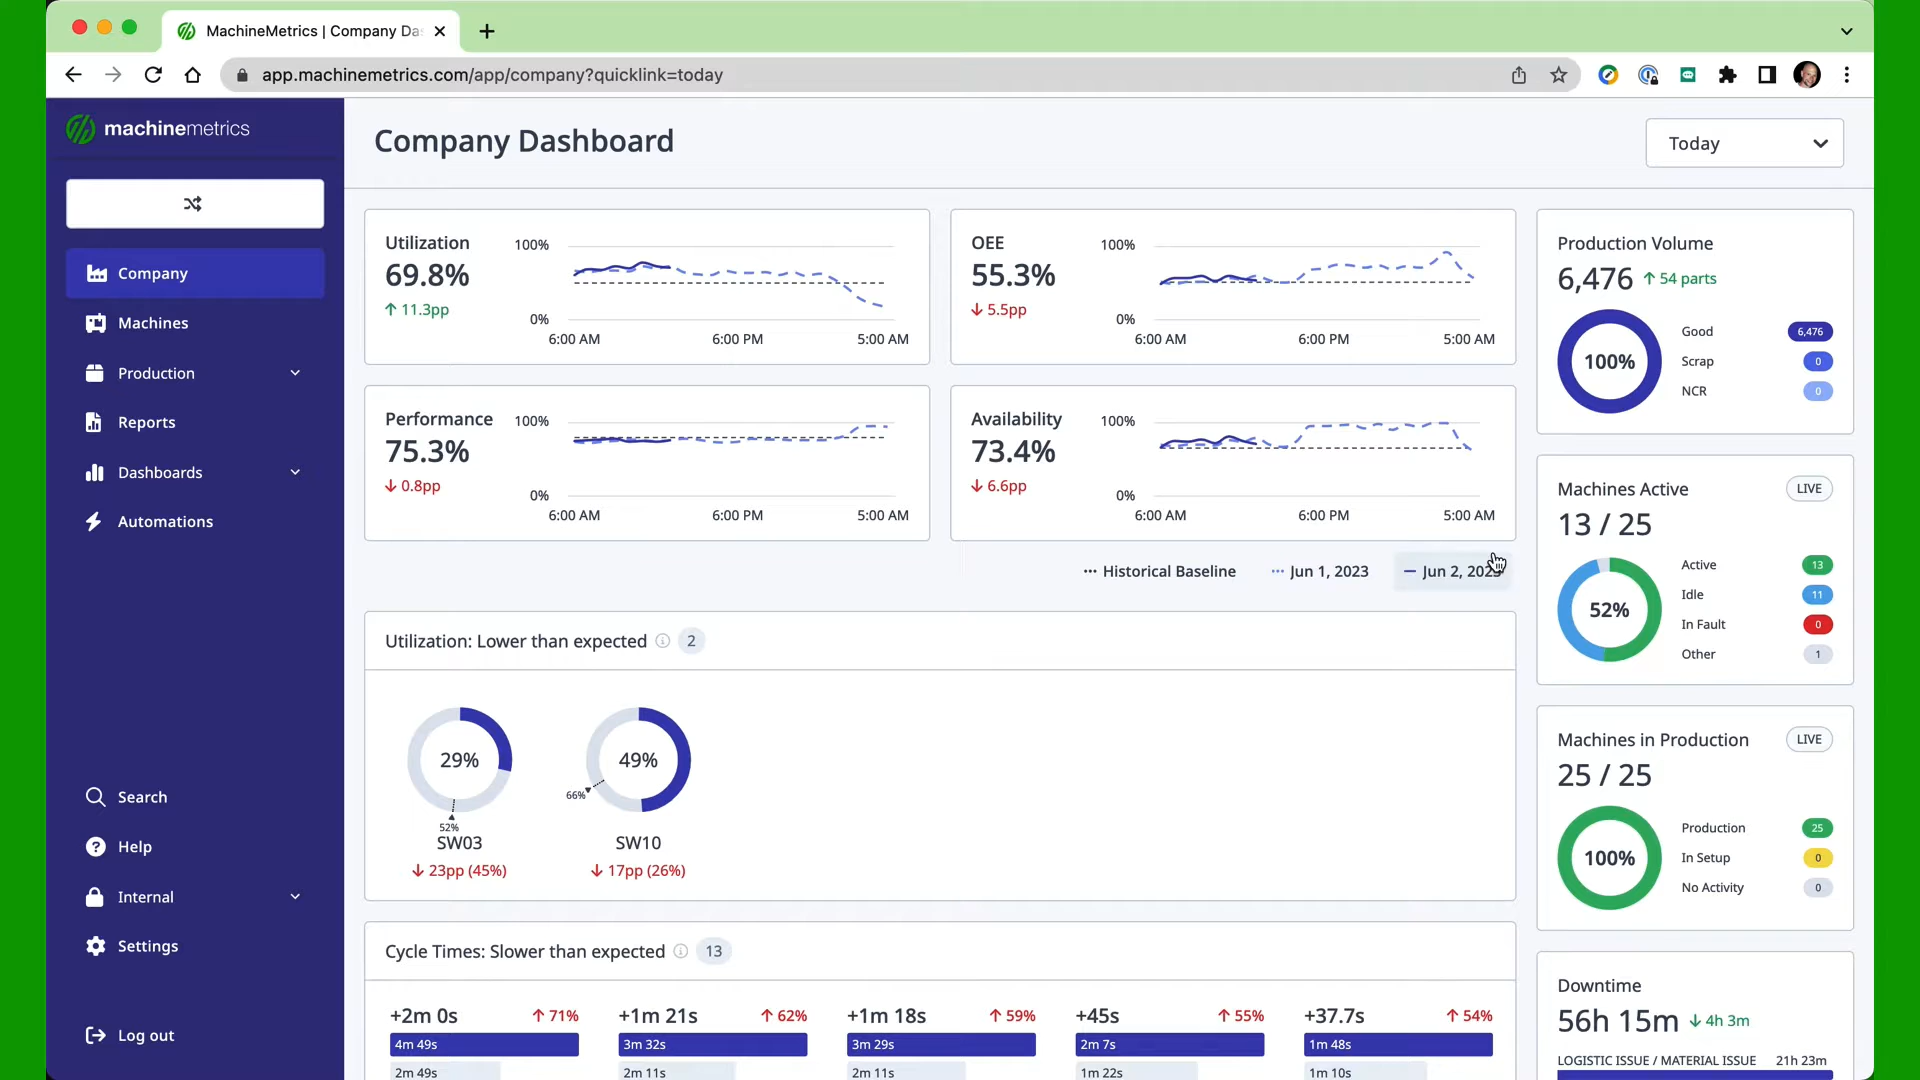 MachineMetrics | Company Das
app.machinemetrics.com/app/company?quicklink=today
machinemetrics
Company
Machines
Production
Reports
Dashboards
Automations
Search
Help
Internal
Settings
Log out
Company Dashboard
Today
Utilization
69.8%
11.3pp
100%
0%
6:00 AM 6:00 PM 5:00 AM
OEE
55.3%
5.5pp
100%
0%
6:00 AM 6:00 PM 5:00 AM
Performance
75.3%
0.8pp
100%
0%
6:00 AM 6:00 PM 5:00 AM
Availability
73.4%
6.6pp
100%
0%
6:00 AM 6:00 PM 5:00 AM
Historical Baseline Jun 1, 2023 Jun 2, 2023
Utilization: Lower than expected 2
29%
52%
SW03
23pp (45%)
49%
66%
SW10
17pp (26%)
Cycle Times: Slower than expected 13
+2m 0s 71%
4m 49s
2m 49s
+1m 21s 62%
3m 32s
2m 11s
+1m 18s 59%
3m 29s
2m 11s
+45s 55%
2m 7s
1m 22s
+37.7s 54%
1m 48s
1m 10s
Production Volume
6,476 54 parts
100%
Good 6,476
Scrap 0
NCR 0
Machines Active LIVE
13 / 25
52%
Active 13
Idle 11
In Fault 0
Other 1
Machines in Production LIVE
25 / 25
100%
Production 25
In Setup 0
No Activity 0
Downtime
56h 15m 4h 3m
LOGISTIC ISSUE / MATERIAL ISSUE 21h 23m